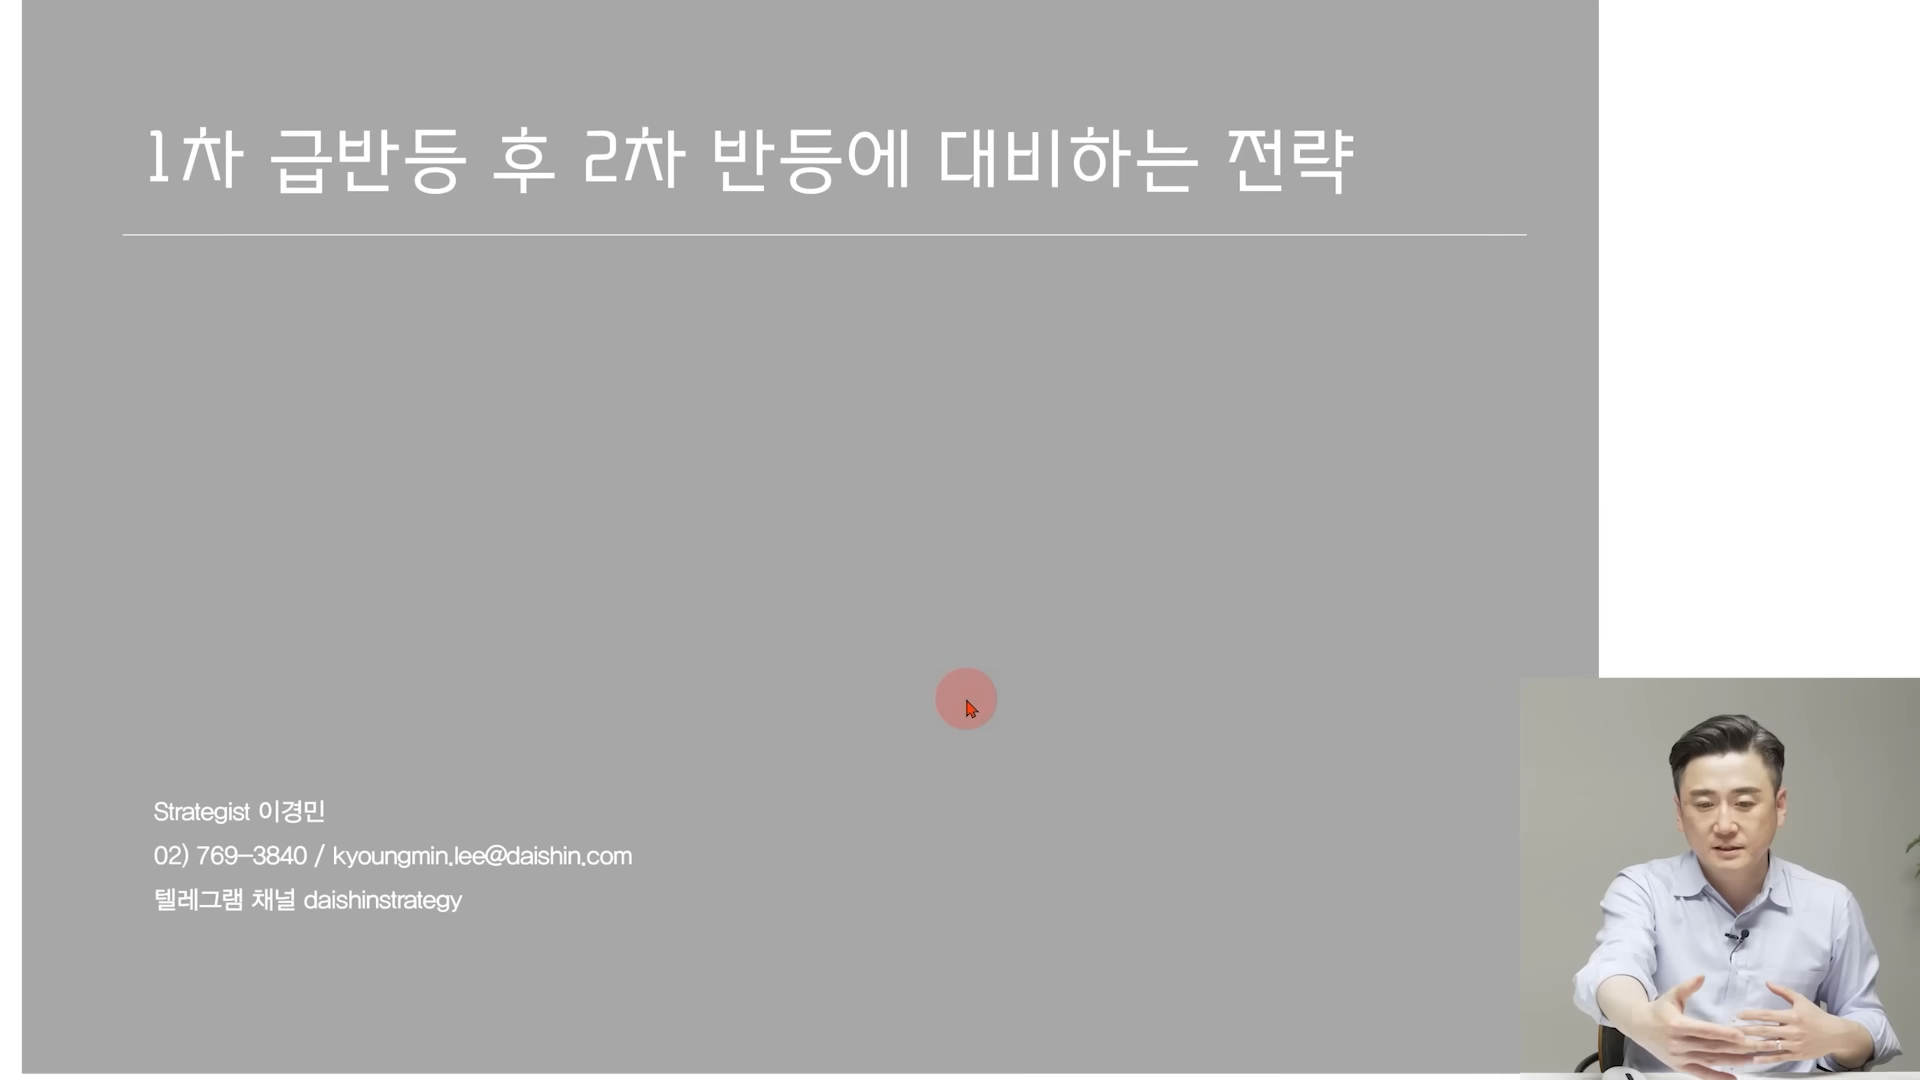 1차 급반등 후 2차 반등에 대비하는 전략
Strategist 이경민
02) 769-3840 / kyoungmin.lee@daishin.com
텔레그램 채널 daishinstrategy